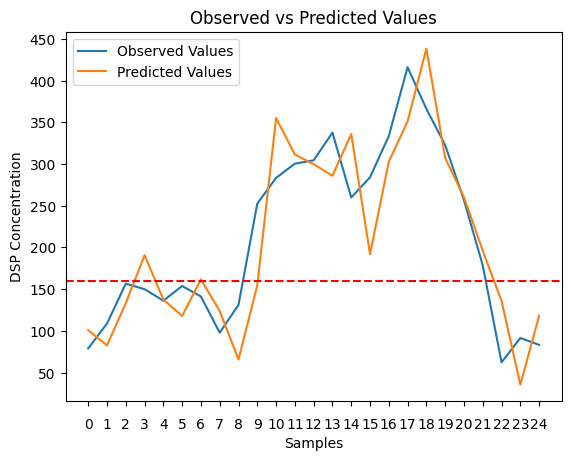 Observed vs Predicted Values
Observed Values
Predicted Values
DSP Concentration
450
400
350
300
250
200
150
100
50
0 1 2 3 4 5 6 7 8 9 10 11 12 13 14 15 16 17 18 19 20 21 22 23 24
Samples